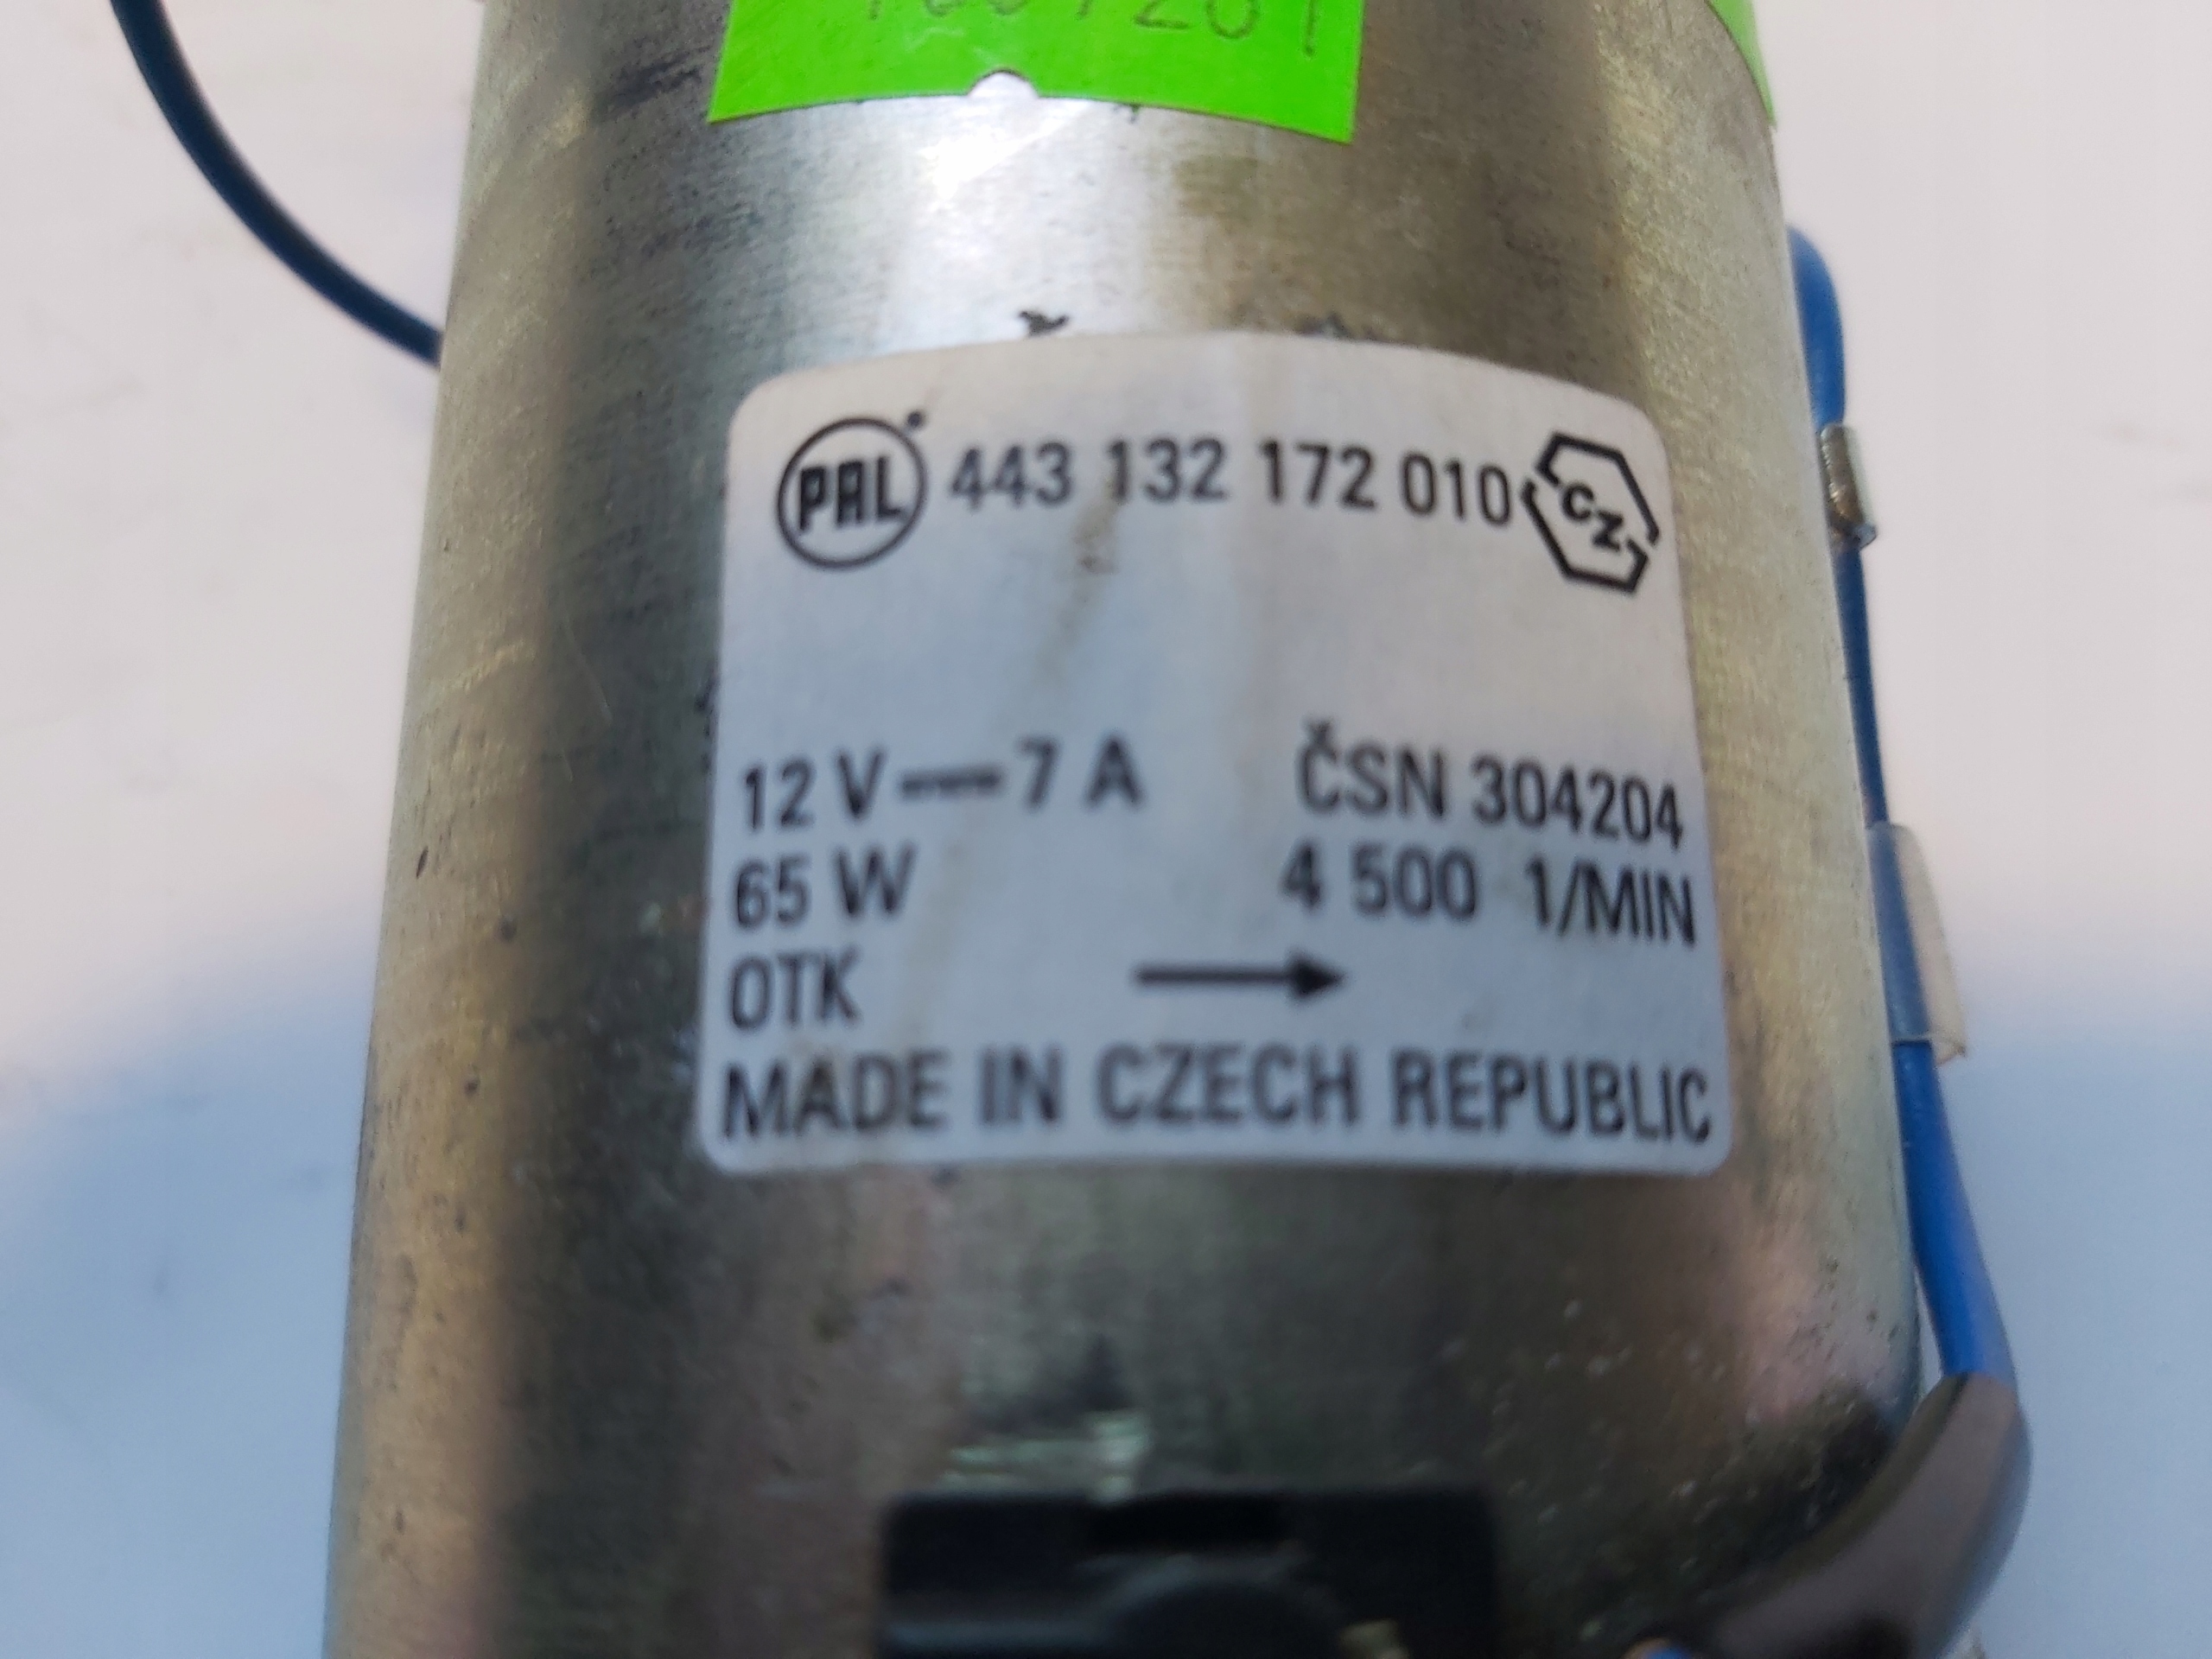 PAL 443 132 172 010 CZ
12 V 7 A ČSN 304204
65 W 4 500 1/MIN
OTK
MADE IN CZECH REPUBLIC